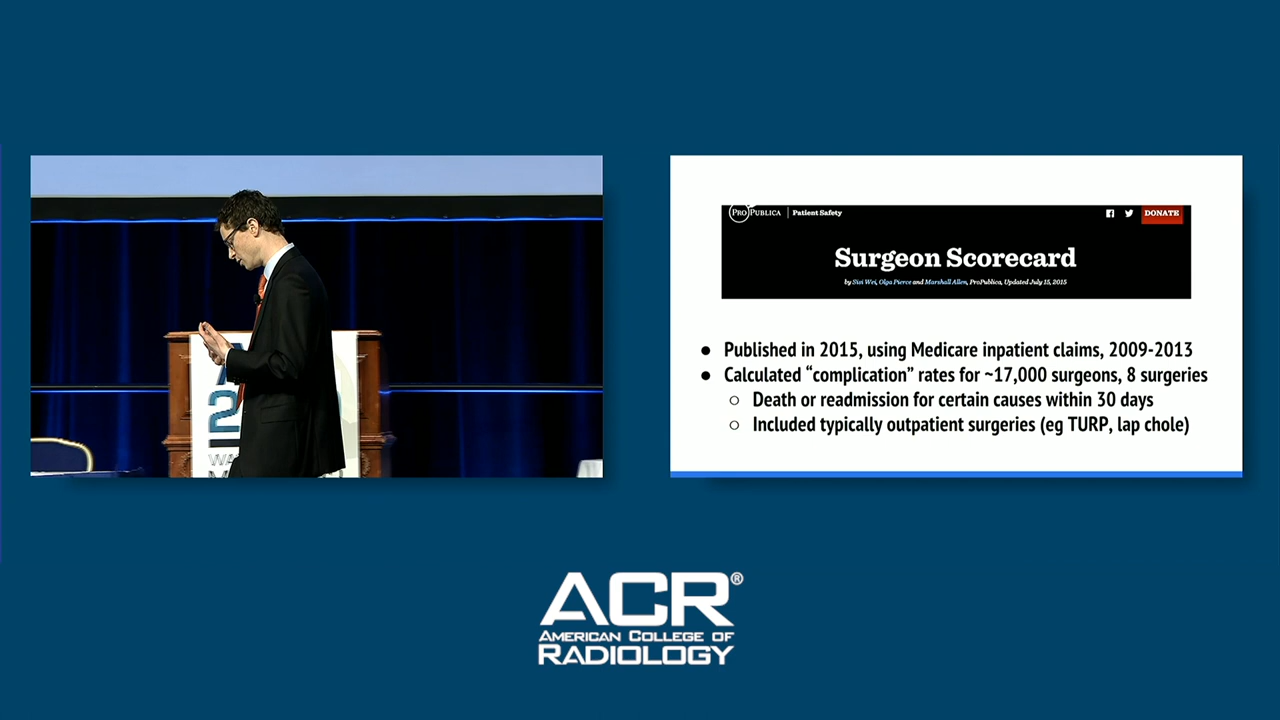 PROPUBLICA | Patient Safety
DONATE
Surgeon Scorecard
by Sisi Wei, Olga Pierce and Marshall Allen, ProPublica, Updated July 15, 2015
● Published in 2015, using Medicare inpatient claims, 2009-2013
● Calculated “complication” rates for ~17,000 surgeons, 8 surgeries
○ Death or readmission for certain causes within 30 days
○ Included typically outpatient surgeries (eg TURP, lap chole)
A
2
WA
M
ACR®
AMERICAN COLLEGE OF
RADIOLOGY